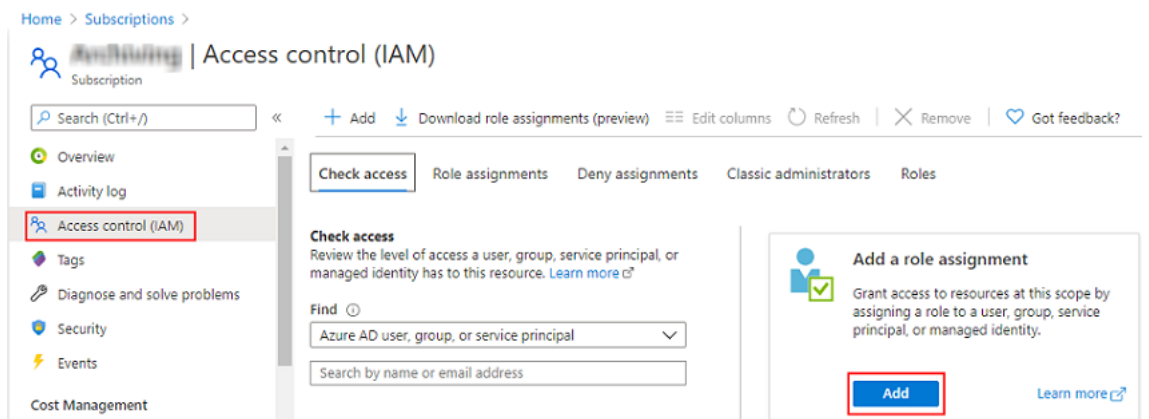 Home > Subscriptions >
| Access control (IAM)
Subscription
Search (Ctrl+/)
«
Add
Download role assignments (preview)
Edit columns
Refresh
Remove
Got feedback?
Overview
Activity log
Access control (IAM)
Tags
Diagnose and solve problems
Security
Events
Cost Management
Check access
Role assignments
Deny assignments
Classic administrators
Roles
Check access
Review the level of access a user, group, service principal, or
managed identity has to this resource. Learn more
Find
Azure AD user, group, or service principal
Search by name or email address
Add a role assignment
Grant access to resources at this scope by
assigning a role to a user, group, service
principal, or managed identity.
Add
Learn more